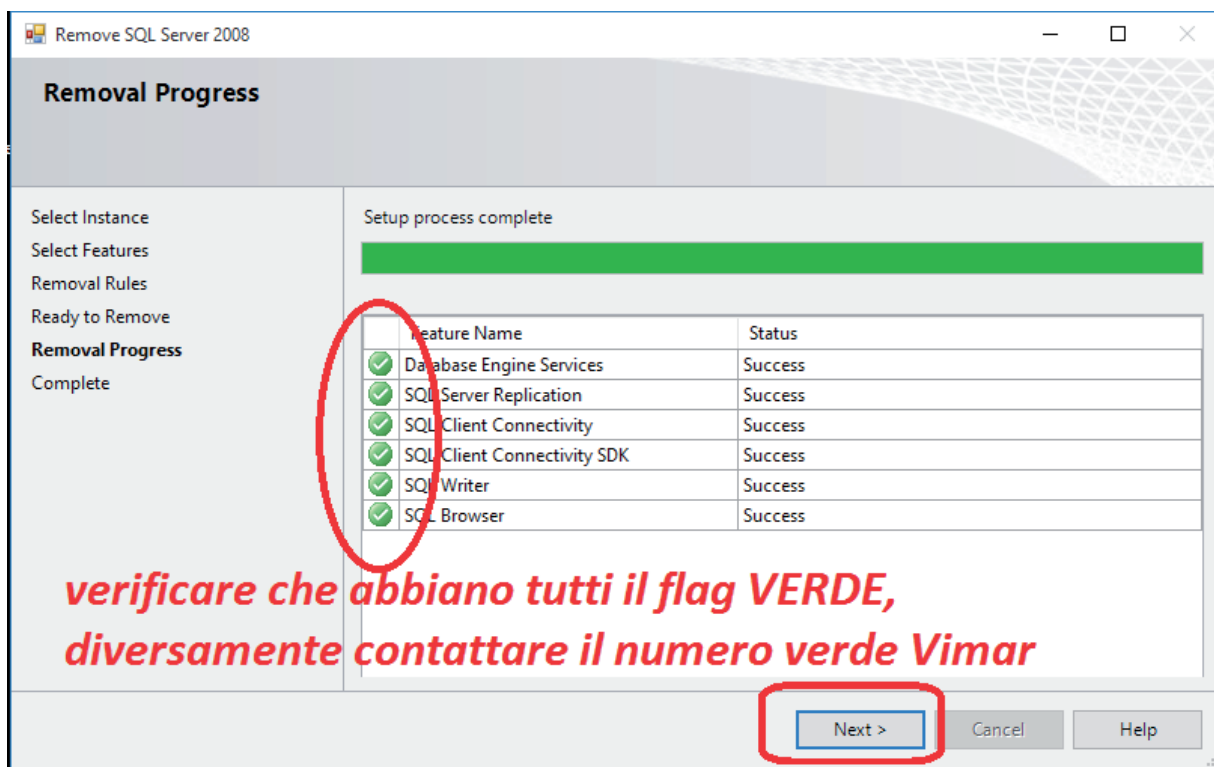 Remove SQL Server 2008
Removal Progress
Select Instance
Select Features
Removal Rules
Ready to Remove
Removal Progress
Complete
Setup process complete
Feature Name Status
Database Engine Services Success
SQL Server Replication Success
SQL Client Connectivity Success
SQL Client Connectivity SDK Success
SQL Writer Success
SQL Browser Success
verificare che abbiano tutti il flag VERDE,
diversamente contattare il numero verde Vimar
Next > Cancel Help